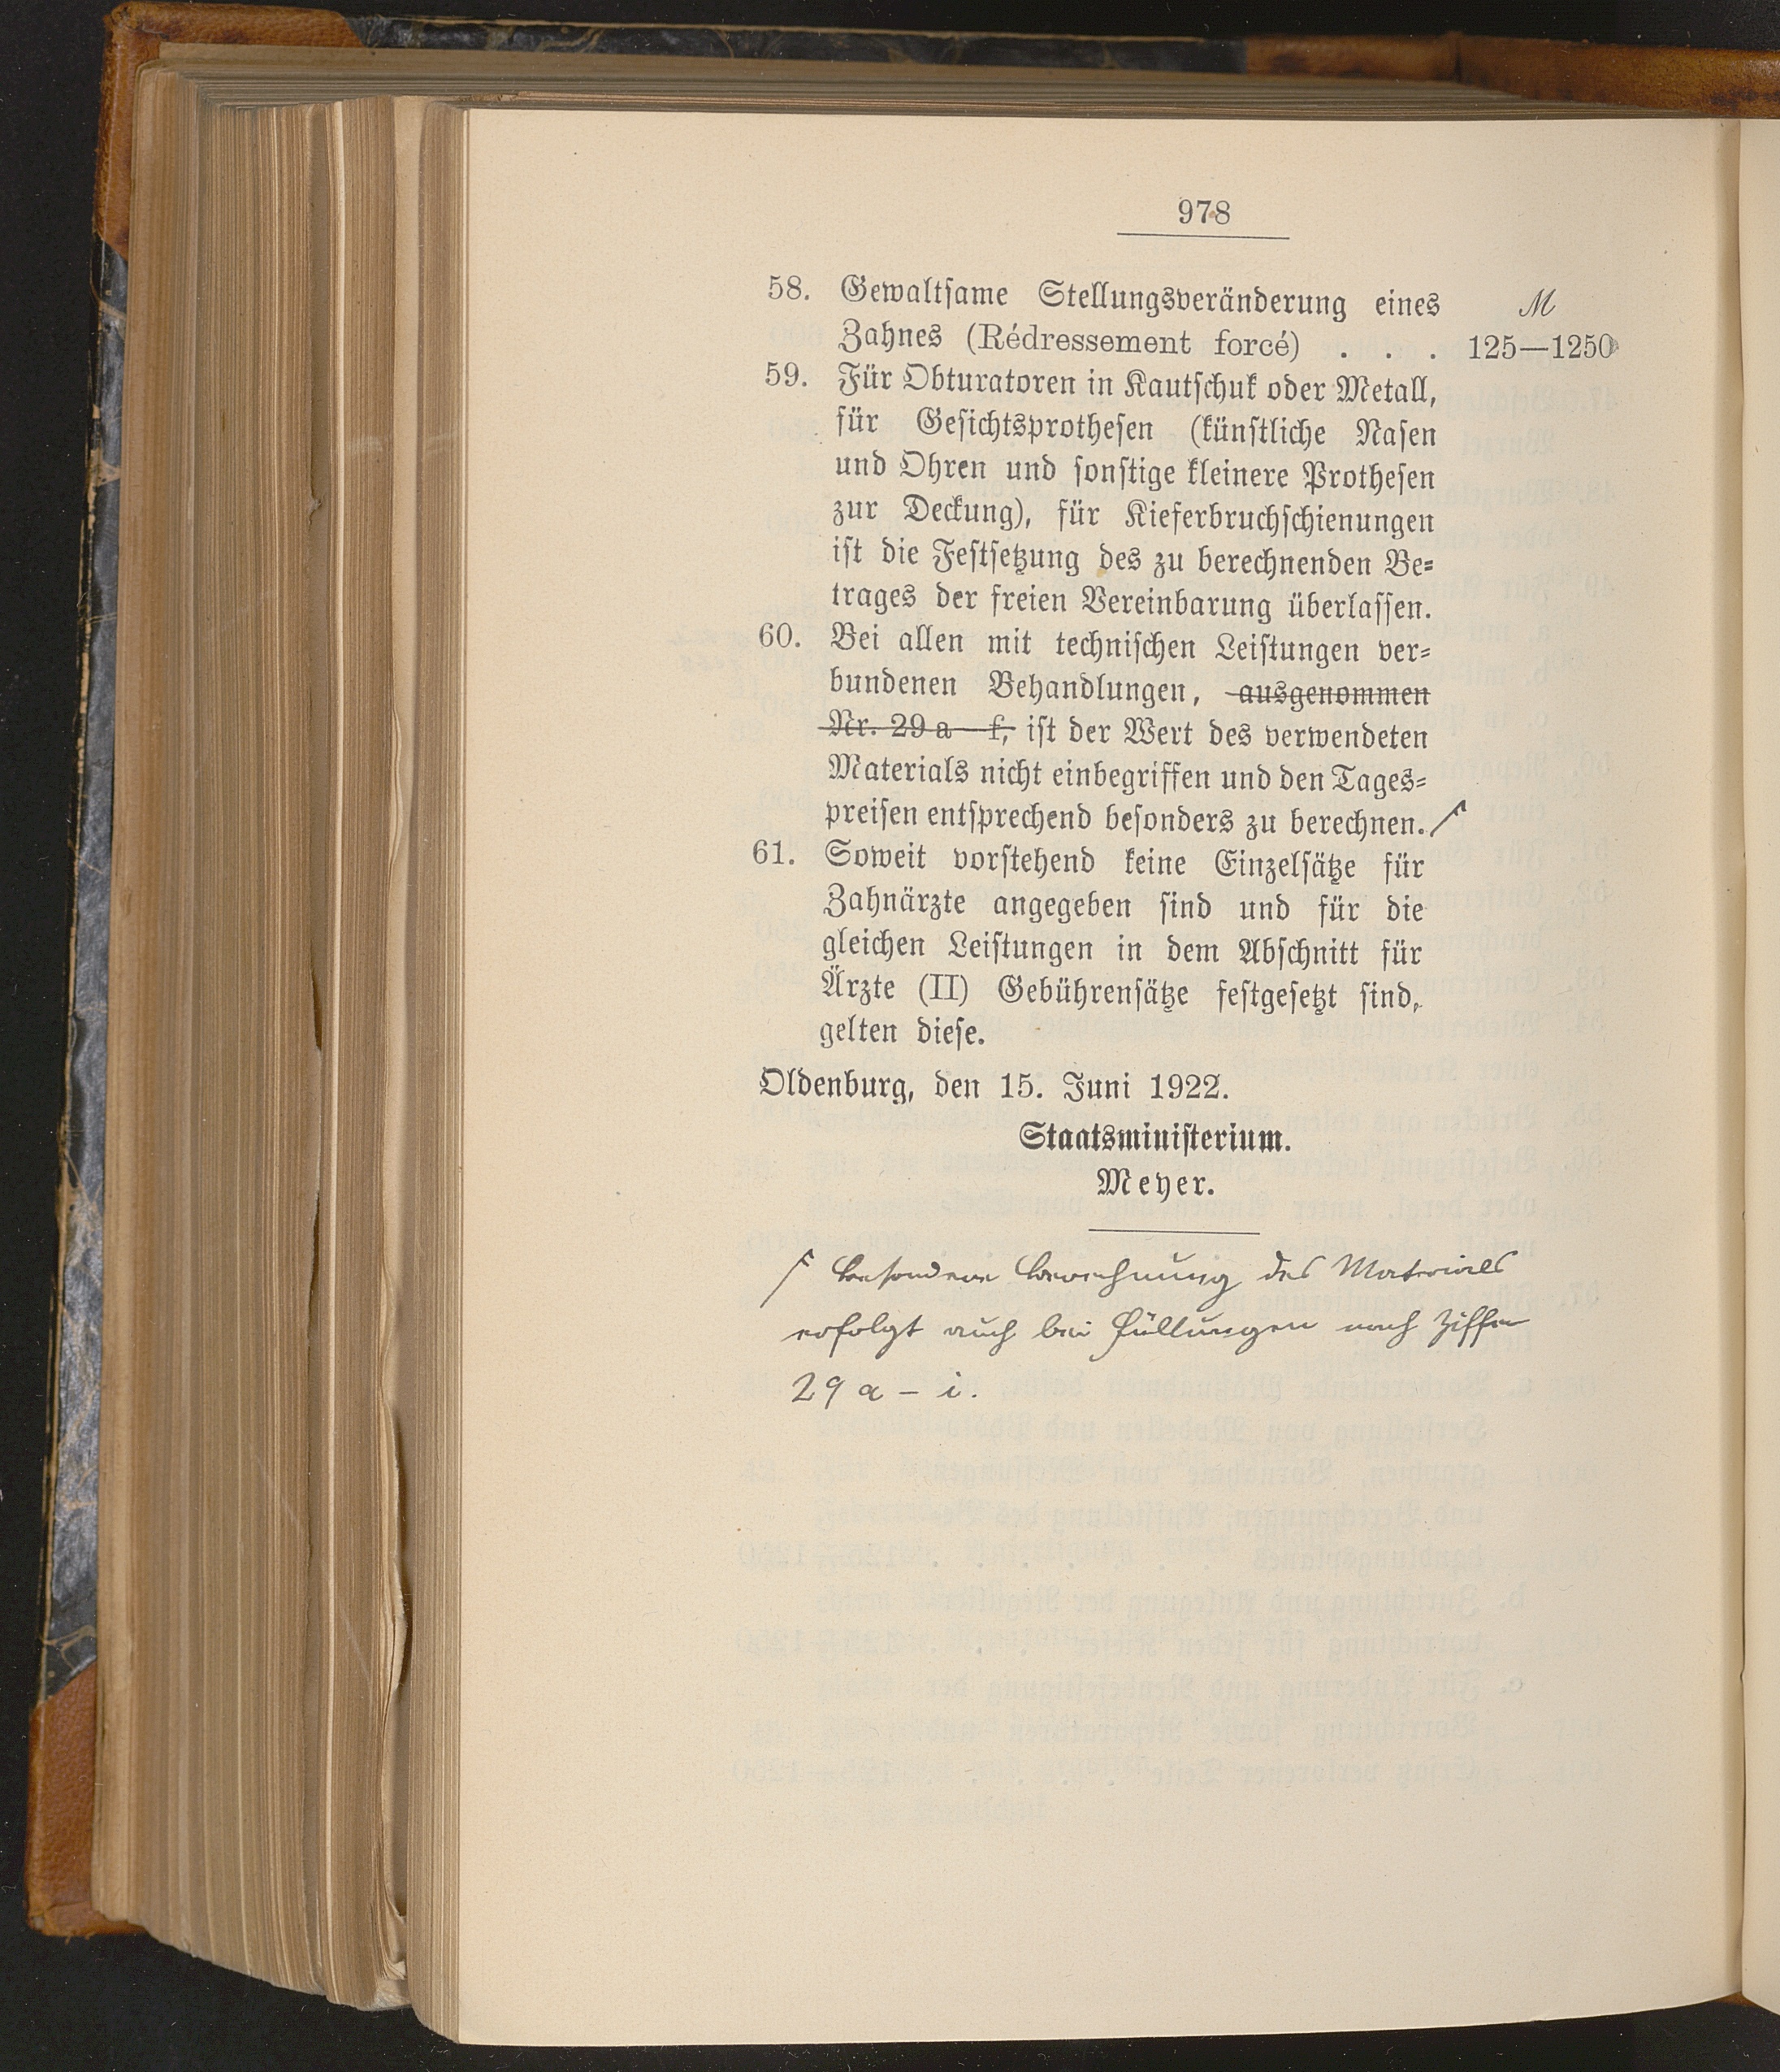 978
58. Gewaltsame Stellungsveränderung eines M
Zahnes (Rédressement forcé) . . . 125—1250
59. Für Obturatoren in Kautschuk oder Metall,
für Gesichtsprothesen (künstliche Nasen
und Ohren und sonstige kleinere Prothesen
zur Deckung), für Kieferbruchschienungen
ist die Festsetzung des zu berechnenden Be-
trages der freien Vereinbarung überlassen.
60. Bei allen mit technischen Leistungen ver-
bundenen Behandlungen, ausgenommen
Nr. 29 a—f, ist der Wert des verwendeten
Materials nicht einbegriffen und den Tages-
preisen entsprechend besonders zu berechnen.
61. Soweit vorstehend keine Einzelsätze für
Zahnärzte angegeben sind und für die
gleichen Leistungen in dem Abschnitt für
Ärzte (II) Gebührensätze festgesetzt sind,
gelten diese.
Oldenburg, den 15. Juni 1922.
Staatsministerium.
Meyer.
besondere Berechnung des Materials
erfolgt auch bei Füllungen nach Ziffer
29 a – i.